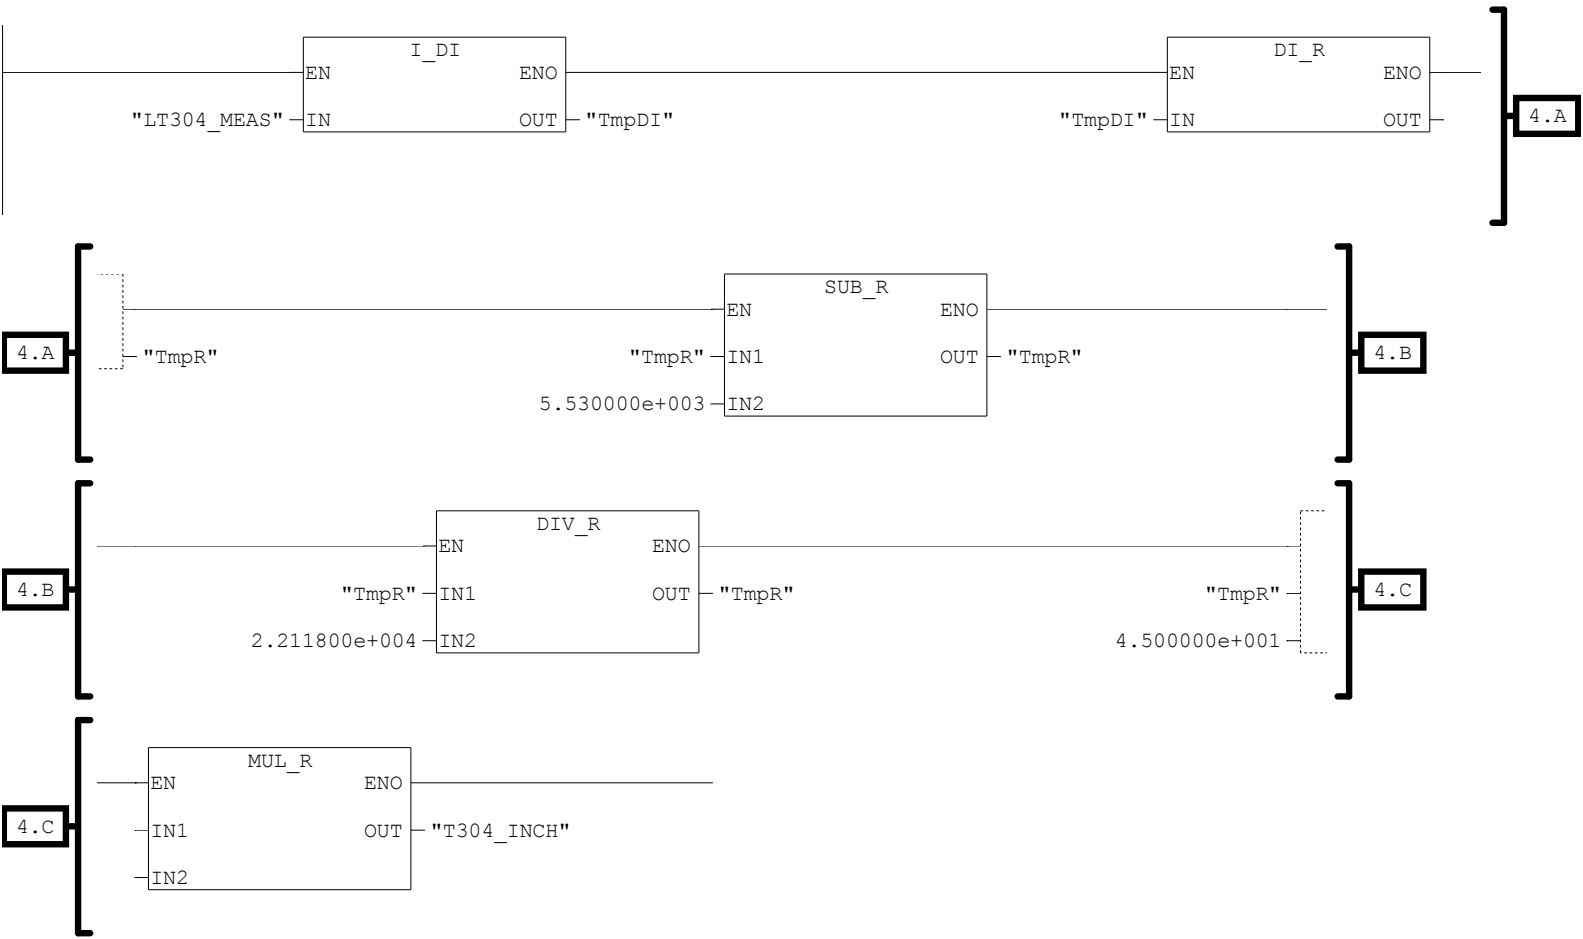 I_DI DI_R
EN ENO EN ENO 4.A
"LT304_MEAS" IN OUT "TmpDI" "TmpDI" IN OUT
SUB_R
EN ENO
4.A "TmpR" "TmpR" IN1 OUT "TmpR" 4.B
5.530000e+003 IN2
DIV_R
EN ENO
4.B "TmpR" IN1 OUT "TmpR" "TmpR" 4.C
2.211800e+004 IN2 4.500000e+001
MUL_R
EN ENO
4.C IN1 OUT "T304_INCH"
IN2